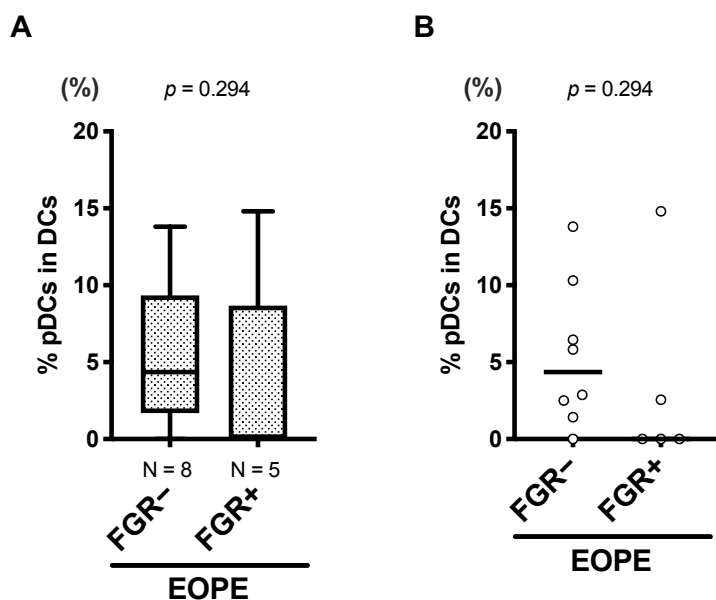 A
(%)
p = 0.294
% pDCs in DCs
20
15
10
5
0
N = 8
N = 5
FGR−
FGR+
EOPE
B
(%)
p = 0.294
% pDCs in DCs
20
15
10
5
0
FGR−
FGR+
EOPE